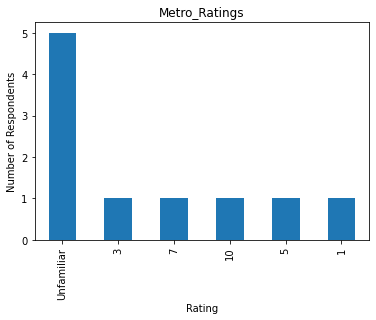 Metro_Ratings
Number of Respondents
5
4
3
2
1
0
Unfamiliar
3
7
10
5
1
Rating